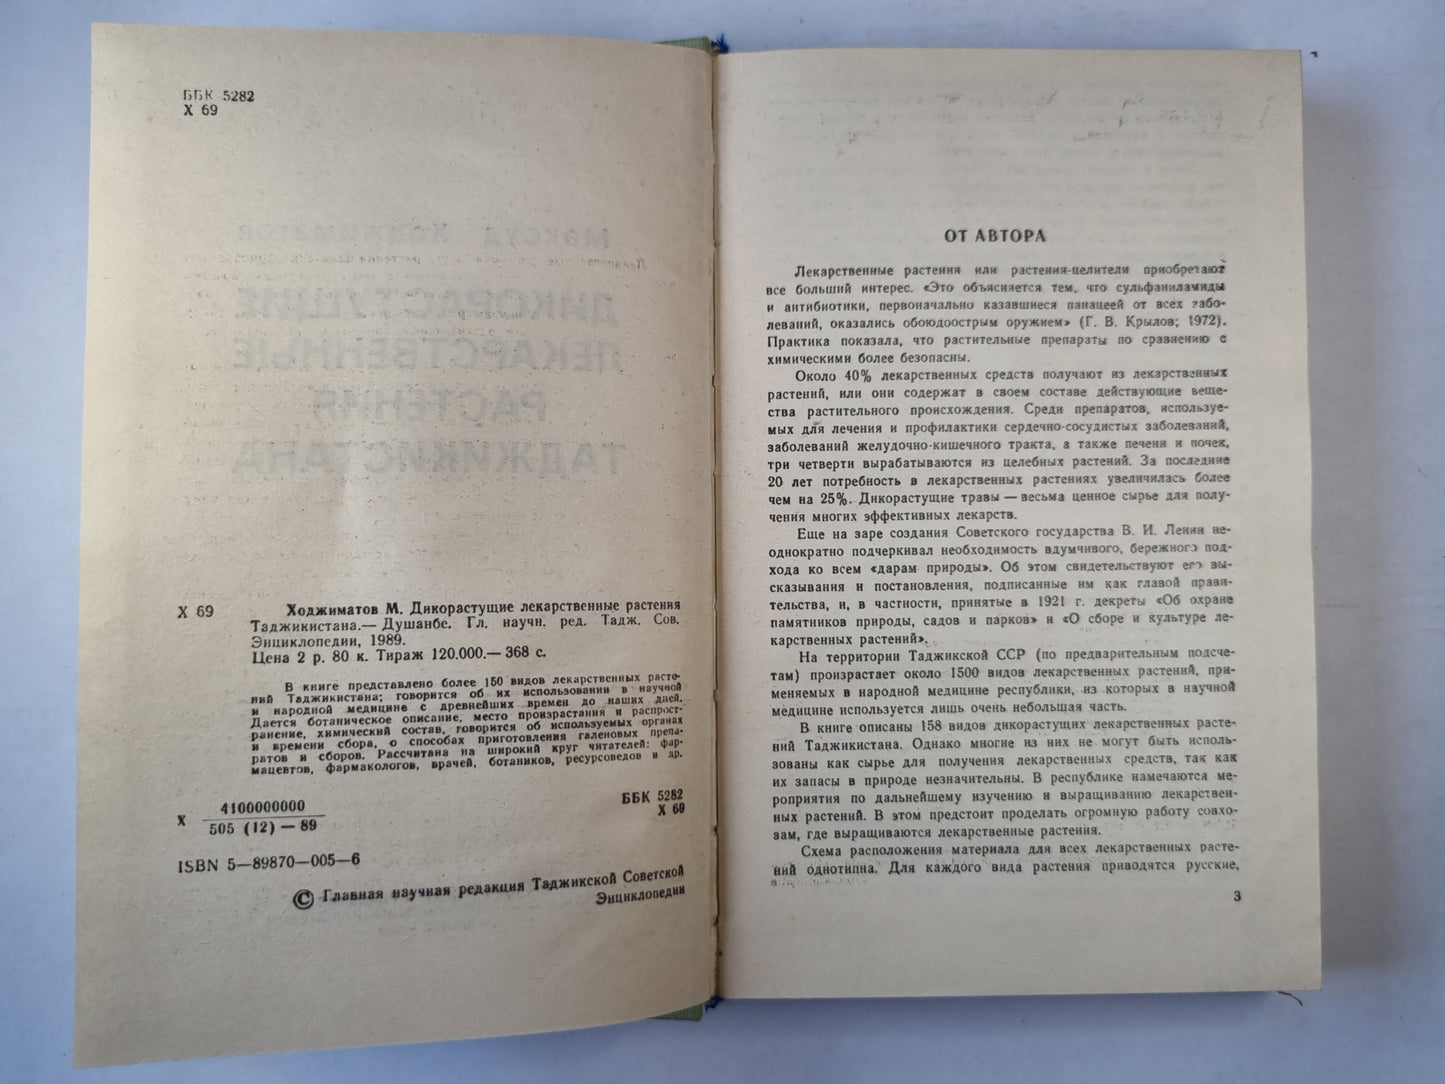 ББК 5282
Х 69
Х 69
Ходжиматов М. Дикорастущие лекарственные растения
Таджикистана.— Душанбе. Гл. научн. ред. Тадж. Сов.
Энциклопедии, 1989.
Цена 2 р. 80 к. Тираж 120.000.— 368 с.
В книге представлено более 150 видов лекарственных расте-
ний Таджикистана; говорится об их использовании в научной
и народной медицине с древнейших времен до наших дней.
Дается ботаническое описание, место произрастания и распрост-
ранение, химический состав, говорится об используемых органах
и времени сбора, о способах приготовления галеновых препа-
ратов и сборов. Рассчитана на широкий круг читателей: фар-
мацевтов, фармакологов, врачей, ботаников, ресурсоведов и др.
Х 4100000000
505 (12) — 89
ББК 5282
Х 69
ISBN 5—89870—005—6
© Главная научная редакция Таджикской Советской
Энциклопедии
ОТ АВТОРА
Лекарственные растения или растения-целители приобретают
все больший интерес. «Это объясняется тем, что сульфаниламиды
и антибиотики, первоначально казавшиеся панацеей от всех забо-
леваний, оказались обоюдоострым оружием» (Г. В. Крылов; 1972).
Практика показала, что растительные препараты по сравнению с
химическими более безопасны.
Около 40% лекарственных средств получают из лекарственных
растений, или они содержат в своем составе действующие веще-
ства растительного происхождения. Среди препаратов, используе-
мых для лечения и профилактики сердечно-сосудистых заболеваний,
заболеваний желудочно-кишечного тракта, а также печени и почек,
три четверти вырабатываются из целебных растений. За последние
20 лет потребность в лекарственных растениях увеличилась более
чем на 25%. Дикорастущие травы — весьма ценное сырье для полу-
чения многих эффективных лекарств.
Еще на заре создания Советского государства В. И. Ленин не-
однократно подчеркивал необходимость вдумчивого, бережного под-
хода ко всем «дарам природы». Об этом свидетельствуют его вы-
сказывания и постановления, подписанные им как главой прави-
тельства, и, в частности, принятые в 1921 г. декреты «Об охране
памятников природы, садов и парков» и «О сборе и культуре ле-
карственных растений».
На территории Таджикской ССР (по предварительным подсче-
там) произрастает около 1500 видов лекарственных растений, при-
меняемых в народной медицине республики, из которых в научной
медицине используется лишь очень небольшая часть.
В книге описаны 158 видов дикорастущих лекарственных расте-
ний Таджикистана. Однако многие из них не могут быть исполь-
зованы как сырье для получения лекарственных средств, так как
их запасы в природе незначительны. В республике намечаются ме-
роприятия по дальнейшему изучению и выращиванию лекарствен-
ных растений. В этом предстоит проделать огромную работу совхо-
зам, где выращиваются лекарственные растения.
Схема расположения материала для всех лекарственных расте-
ний однотипна. Для каждого вида растения приводятся русские,
3